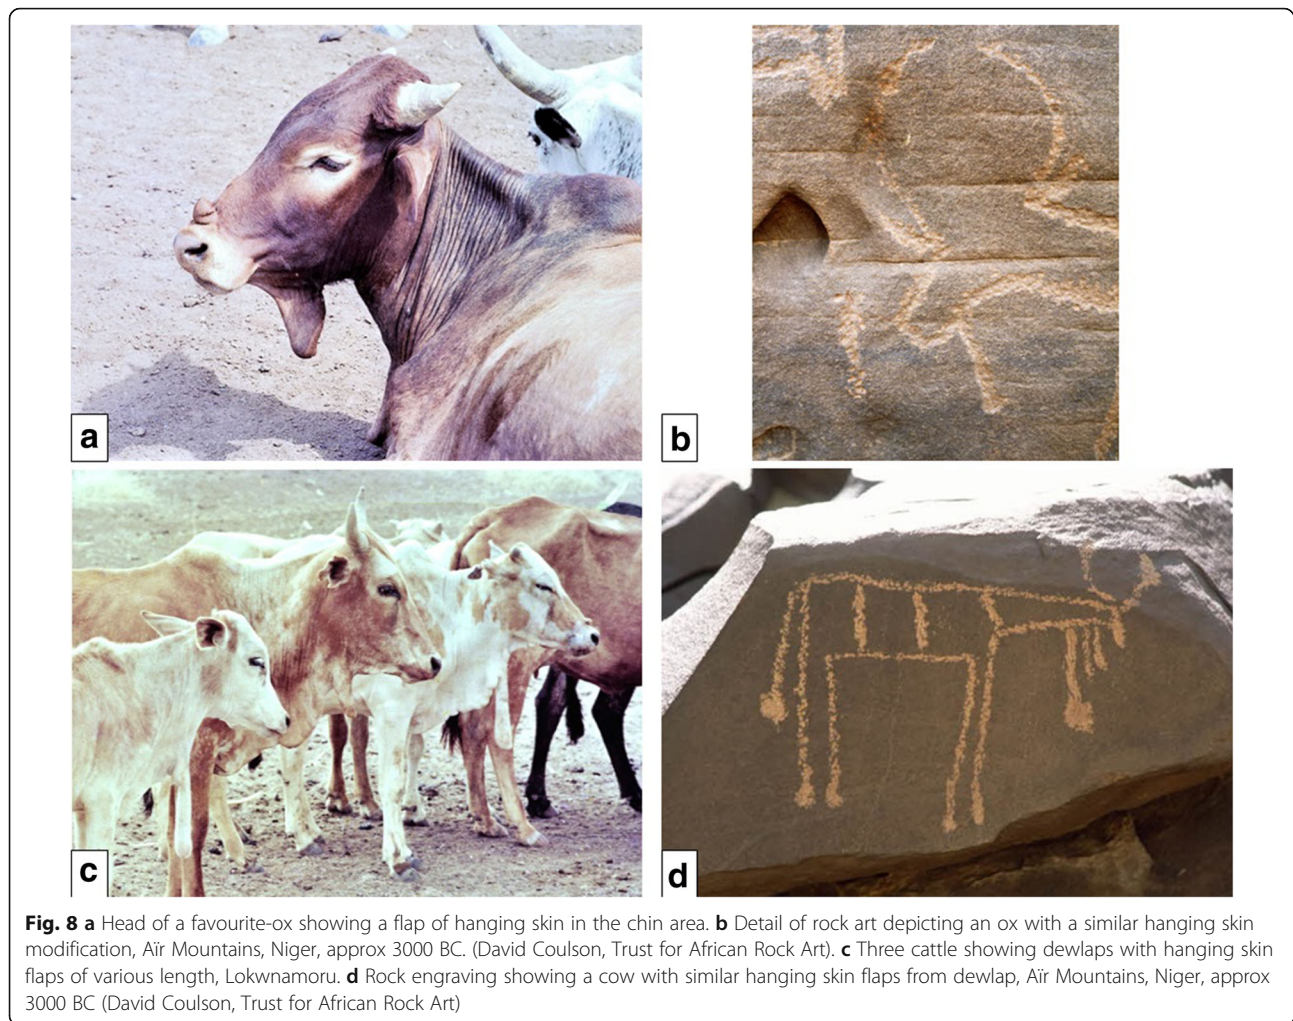 a
b
c
d
Fig. 8 a Head of a favourite-ox showing a flap of hanging skin in the chin area. b Detail of rock art depicting an ox with a similar hanging skin
modification, Aïr Mountains, Niger, approx 3000 BC. (David Coulson, Trust for African Rock Art). c Three cattle showing dewlaps with hanging skin
flaps of various length, Lokwnamoru. d Rock engraving showing a cow with similar hanging skin flaps from dewlap, Aïr Mountains, Niger, approx
3000 BC (David Coulson, Trust for African Rock Art)